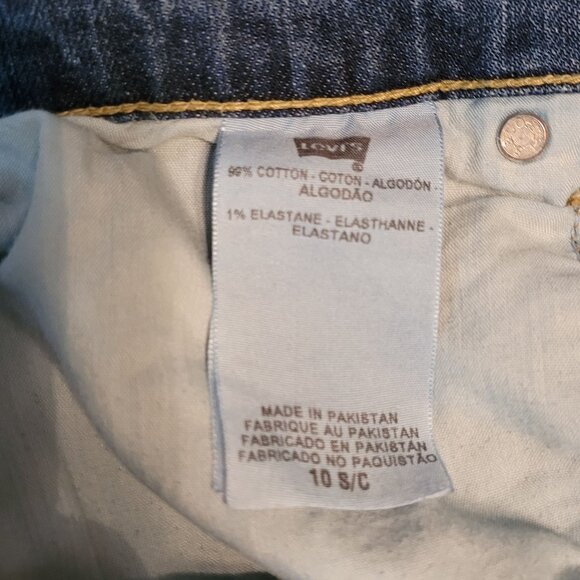 LEVI'S
®
99% COTTON - COTON - ALGODÓN -
ALGODÃO
1% ELASTANE - ELASTHANNE -
ELASTANO
MADE IN PAKISTAN
FABRIQUE AU PAKISTAN
FABRICADO EN PAKISTÁN
FABRICADO NO PAQUISTÃO
10 S/C